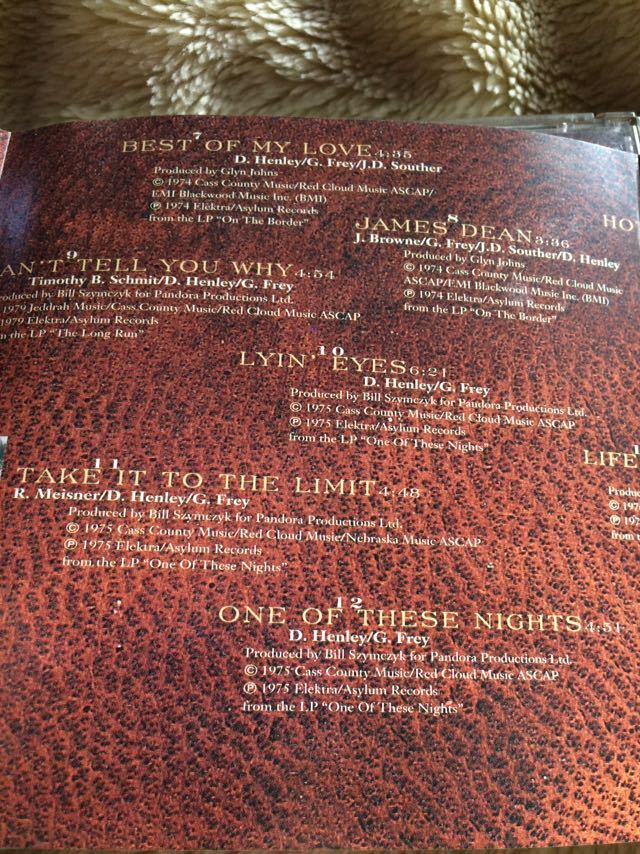 7
BEST OF MY LOVE 4:35
D. Henley/G. Frey/J.D. Souther
Produced by Glyn Johns
© 1974 Cass County Music/Red Cloud Music ASCAP/
EMI Blackwood Music Inc. (BMI)
℗ 1974 Elektra/Asylum Records
from the LP "On The Border"
8
JAMES DEAN 3:36
J. Browne/G. Frey/J.D. Souther/D. Henley
Produced by Glyn Johns
© 1974 Cass County Music/Red Cloud Music
ASCAP/EMI Blackwood Music Inc. (BMI)
℗ 1974 Elektra/Asylum Records
from the LP "On The Border"
HO
9
AN'T TELL YOU WHY 4:54
Timothy B. Schmit/D. Henley/G. Frey
oduced by Bill Szymczyk for Pandora Productions Ltd.
1979 Jeddrah Music/Cass County Music/Red Cloud Music ASCAP
1979 Elektra/Asylum Records
m the LP "The Long Run"
10
LYIN' EYES 6:21
D. Henley/G. Frey
Produced by Bill Szymczyk for Pandora Productions Ltd.
© 1975 Cass County Music/Red Cloud Music ASCAP
℗ 1975 Elektra/Asylum Records
from the LP "One Of These Nights"
11
TAKE IT TO THE LIMIT 4:48
R. Meisner/D. Henley/G. Frey
Produced by Bill Szymczyk for Pandora Productions Ltd.
© 1975 Cass County Music/Red Cloud Music/Nebraska Music ASCAP
℗ 1975 Elektra/Asylum Records
from the LP "One Of These Nights"
1
LIFE
Produ
© 197
℗ 197
from
12
ONE OF THESE NIGHTS 4:51
D. Henley/G. Frey
Produced by Bill Szymczyk for Pandora Productions Ltd.
© 1975 Cass County Music/Red Cloud Music ASCAP
℗ 1975 Elektra/Asylum Records
from the LP "One Of These Nights"